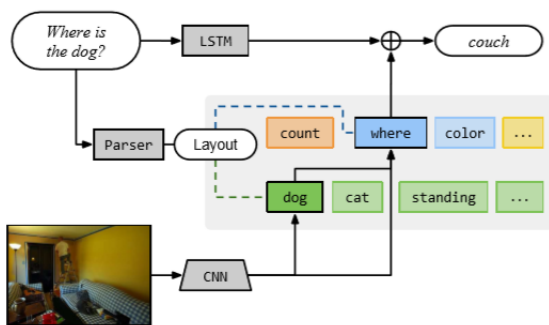 Where is
the dog?
LSTM
couch
Parser
Layout
count
where
color
...
dog
cat
standing
...
CNN